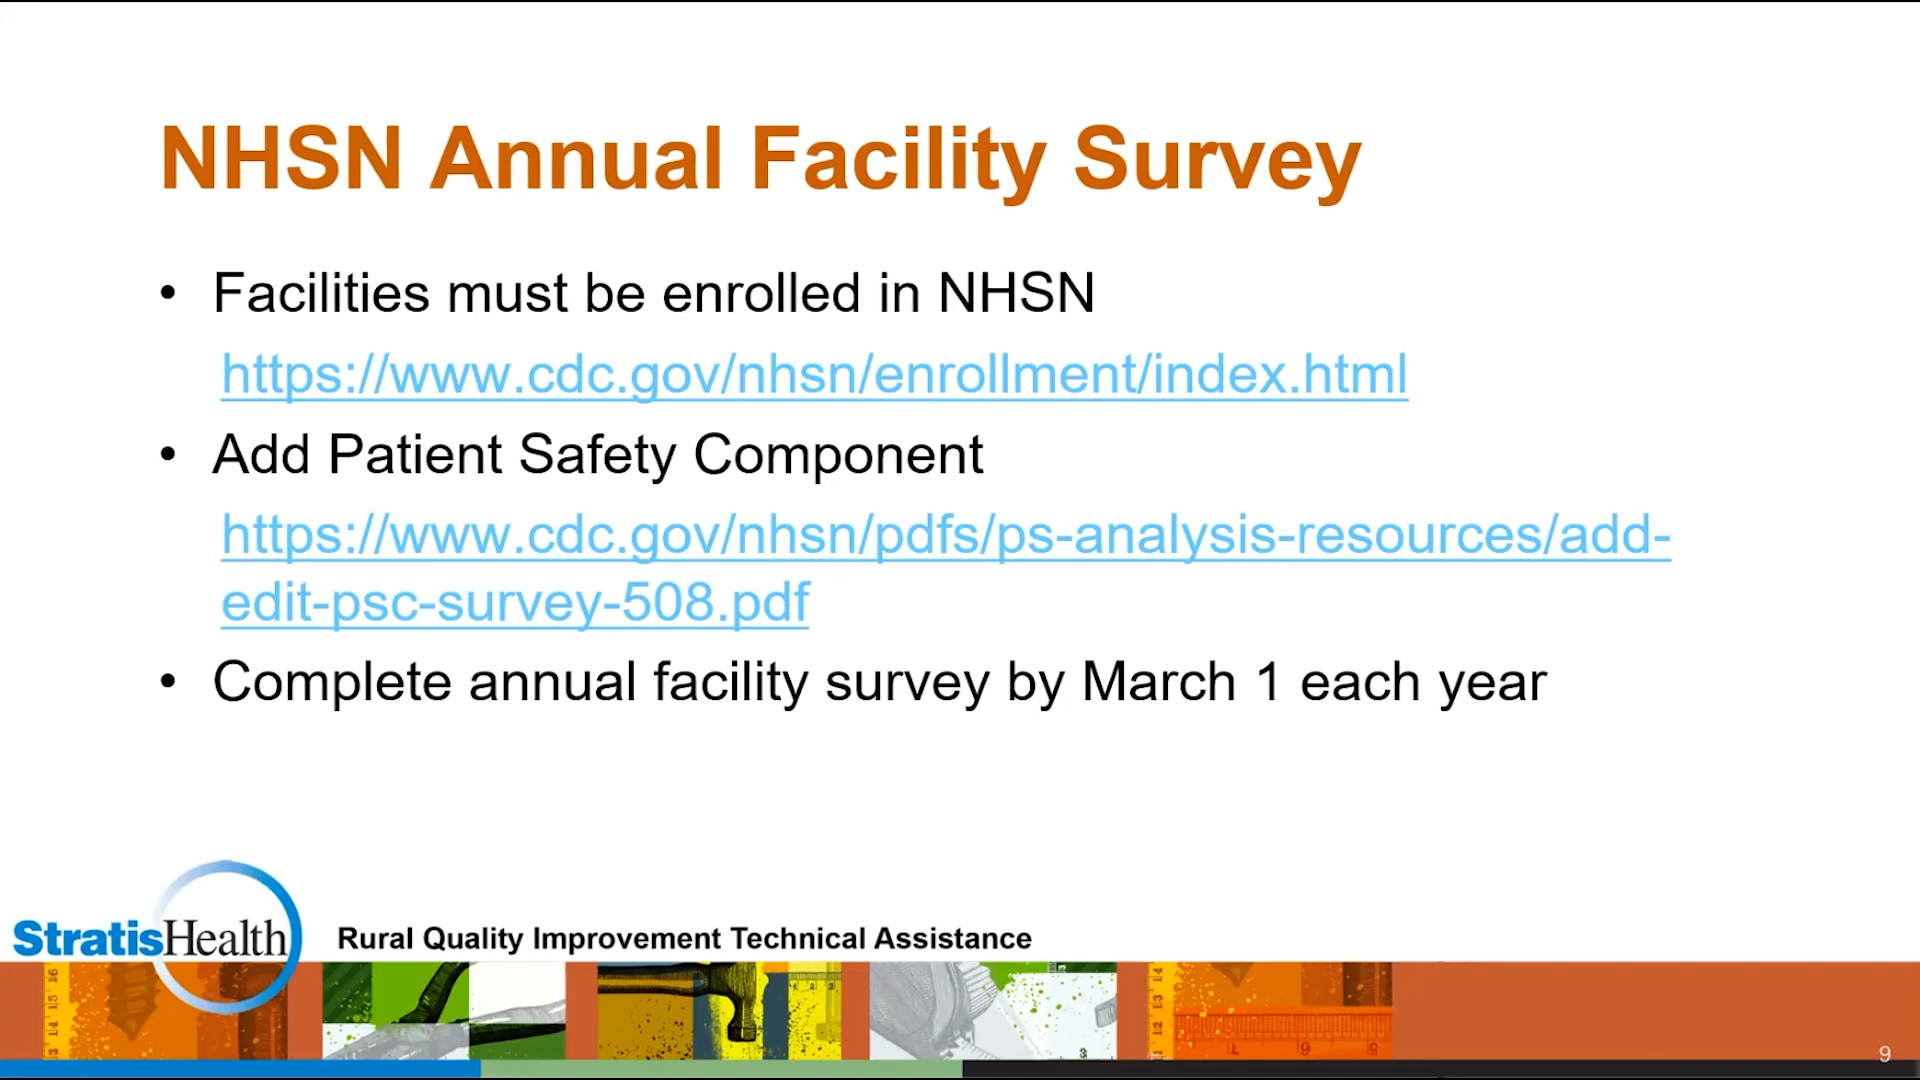 NHSN Annual Facility Survey
• Facilities must be enrolled in NHSN
https://www.cdc.gov/nhsn/enrollment/index.html
• Add Patient Safety Component
https://www.cdc.gov/nhsn/pdfs/ps-analysis-resources/add-
edit-psc-survey-508.pdf
• Complete annual facility survey by March 1 each year
StratisHealth
Rural Quality Improvement Technical Assistance
9